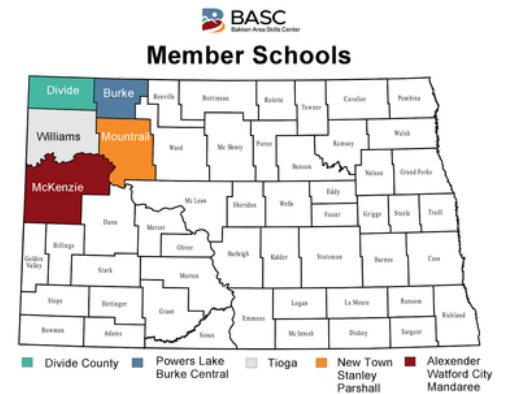 BASC
Bakken Area Skills Center
Member Schools
Divide
Burke
Renville
Bottineau
Rolette
Towner
Cavalier
Pembina
Williams
Mountrail
Ward
Mc Henry
Pierce
Benson
Ramsey
Walsh
Nelson
Grand Forks
McKenzie
Dunn
Mc Lean
Sheridan
Wells
Eddy
Foster
Griggs
Steele
Traill
Golden
Valley
Billings
Mercer
Oliver
Stark
Morton
Burleigh
Kidder
Stutsman
Barnes
Cass
Slope
Hettinger
Grant
Sioux
Emmons
Logan
La Moure
Ransom
Richland
Bowman
Adams
Mc Intosh
Dickey
Sargent
Divide County
Powers Lake
Burke Central
Tioga
New Town
Stanley
Parshall
Alexender
Watford City
Mandaree